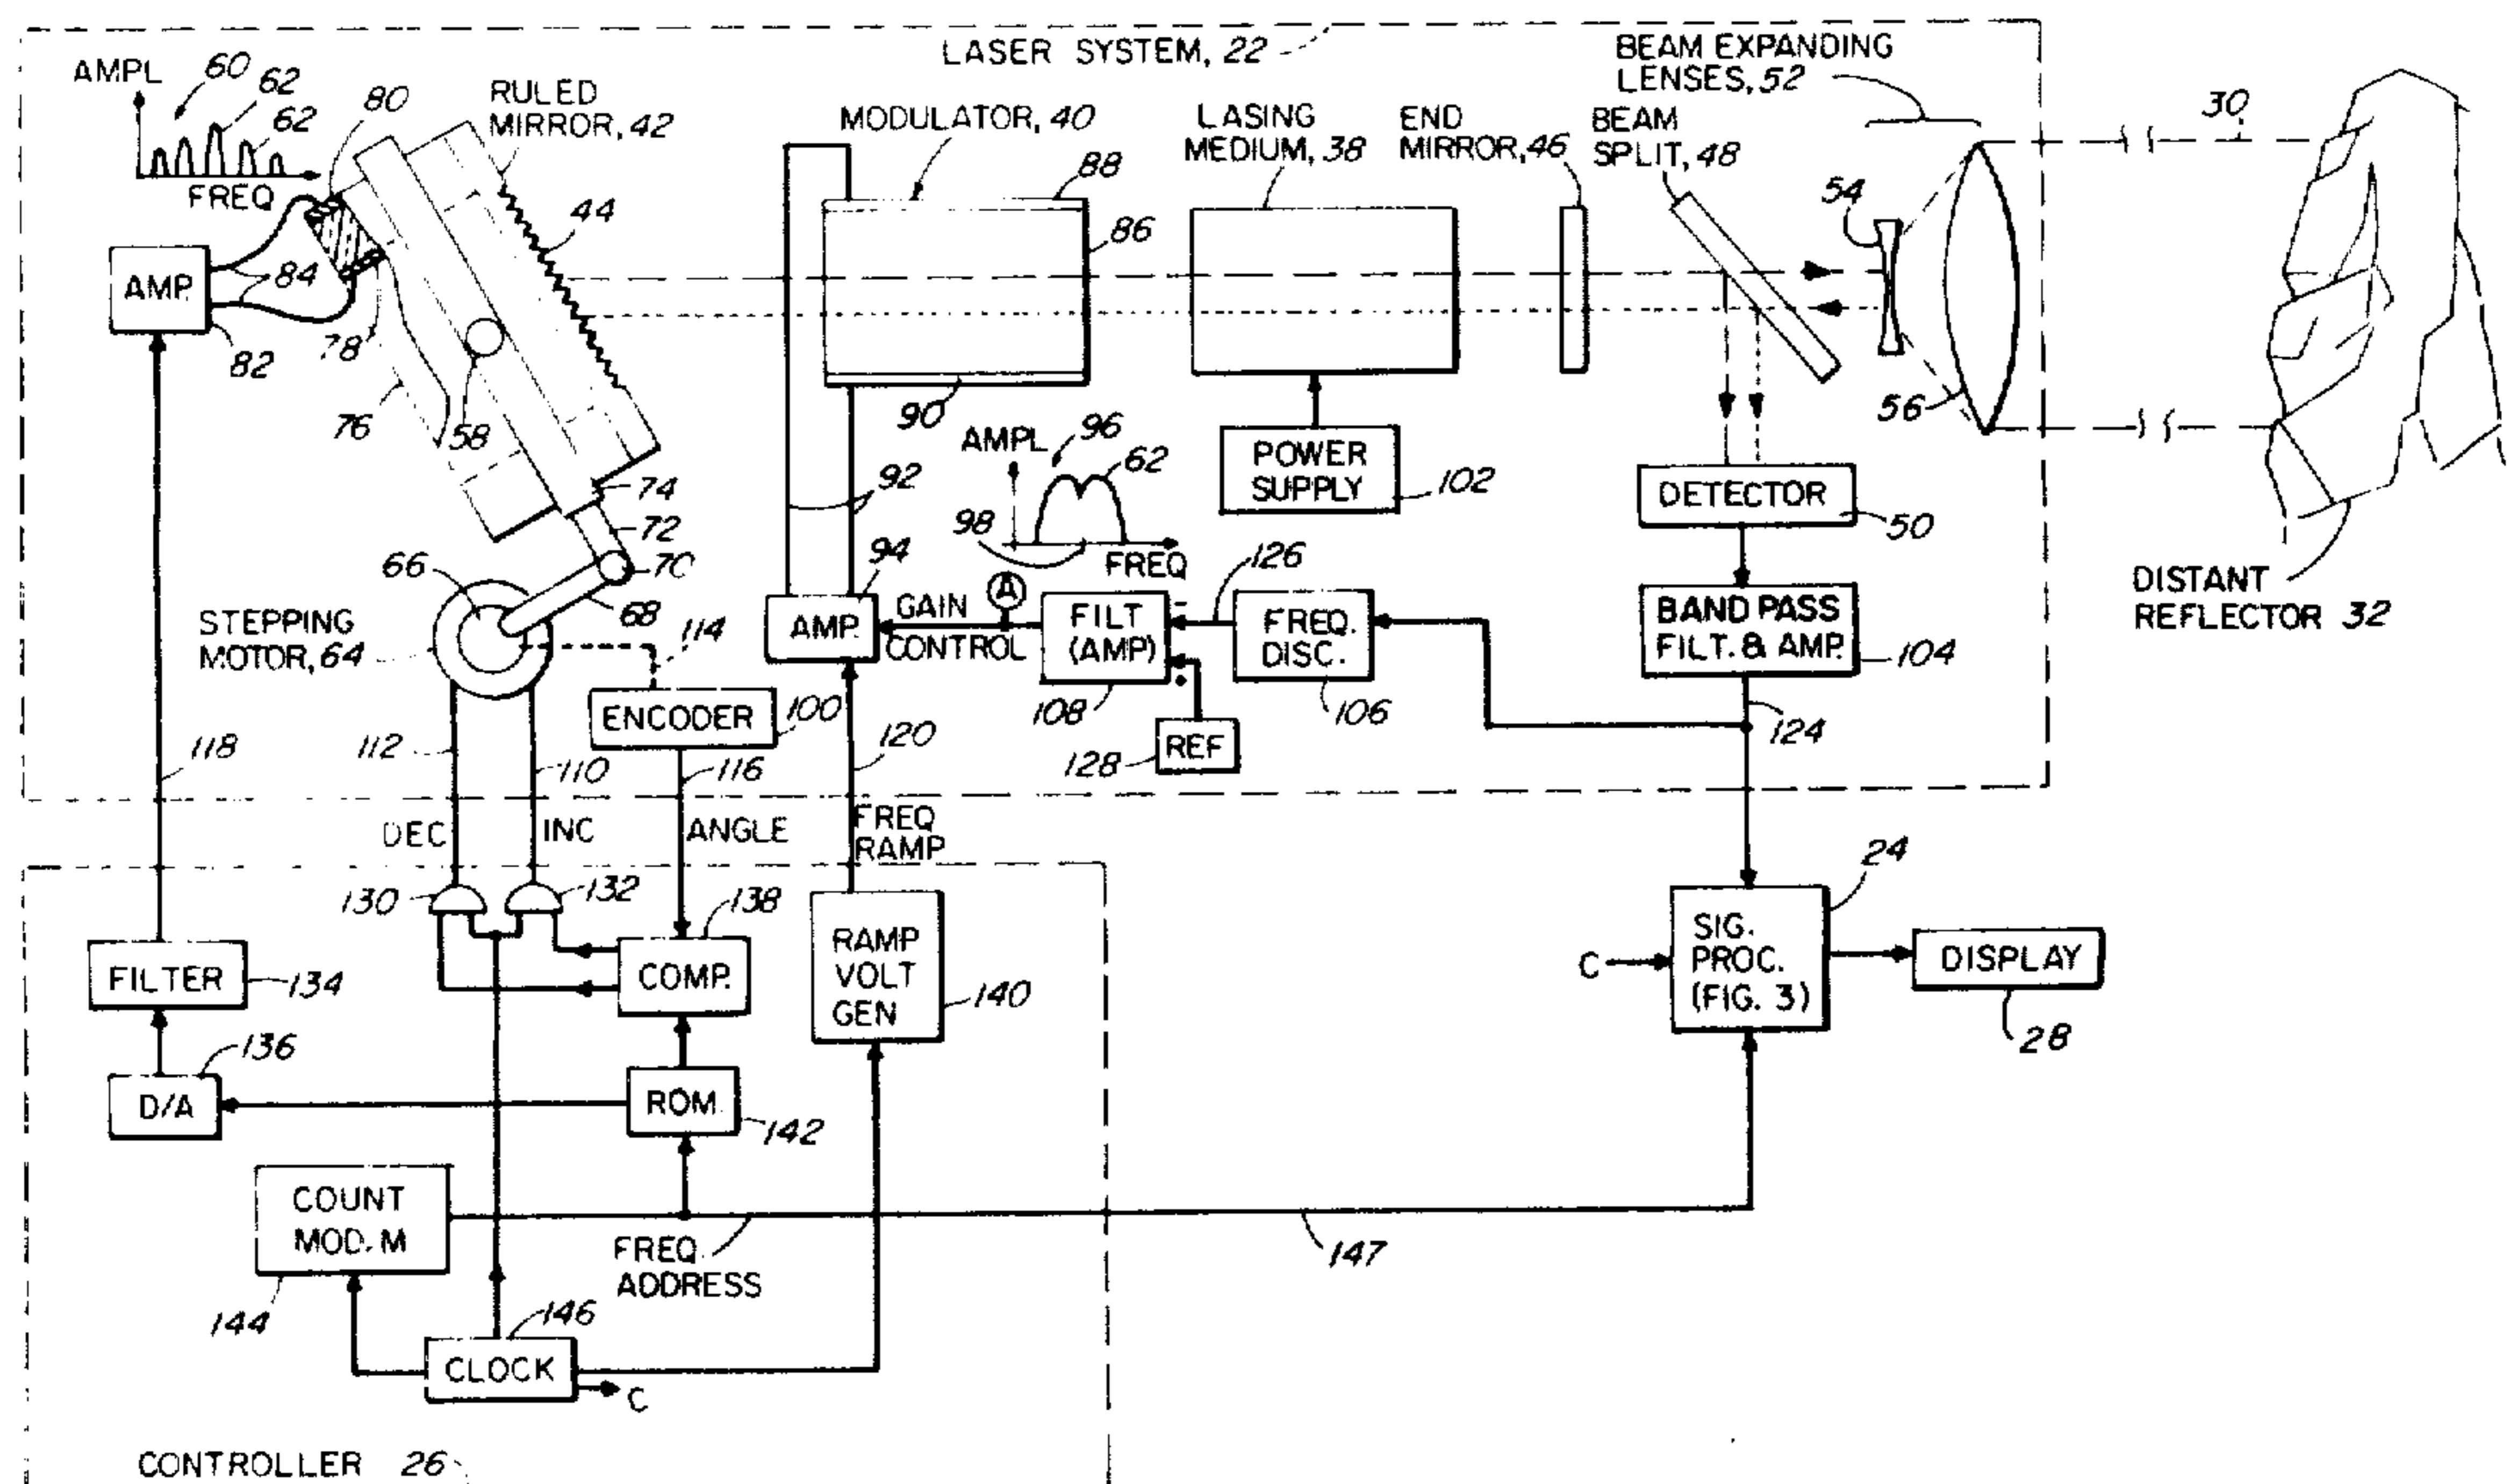 LASER SYSTEM, 22
BEAM EXPANDING
LENSES, 52
AMPL
60
62
62
FREQ
80
RULED
MIRROR, 42
44
MODULATOR, 40
88
86
LASING
MEDIUM, 38
END
MIRROR, 46
BEAM
SPLIT, 48
54
56
30
AMP.
84
82
78
76
58
90
92
AMPL
96
62
98
FREQ
POWER
SUPPLY
102
DETECTOR
50
DISTANT
REFLECTOR 32
74
72
70
68
66
STEPPING
MOTOR, 64
114
94
AMP.
GAIN
CONTROL
A
FILT
(AMP)
108
-
+
126
FREQ.
DISC.
106
BAND PASS
FILT. & AMP.
104
ENCODER
100
REF
128
124
118
112
110
116
120
DEC
INC
ANGLE
FREQ
RAMP
130
132
138
COMP.
RAMP
VOLT
GEN
140
24
SIG.
PROC.
(FIG. 3)
C
DISPLAY
28
FILTER
134
D/A
136
ROM
142
COUNT
MOD. M
144
FREQ.
ADDRESS
147
146
CLOCK
C
CONTROLLER 26